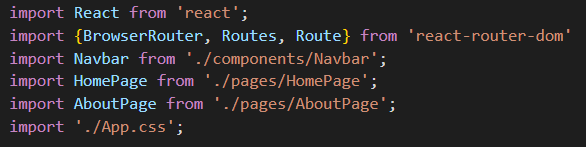 import React from 'react';
import {BrowserRouter, Routes, Route} from 'react-router-dom'
import Navbar from './components/Navbar';
import HomePage from './pages/HomePage';
import AboutPage from './pages/AboutPage';
import './App.css';